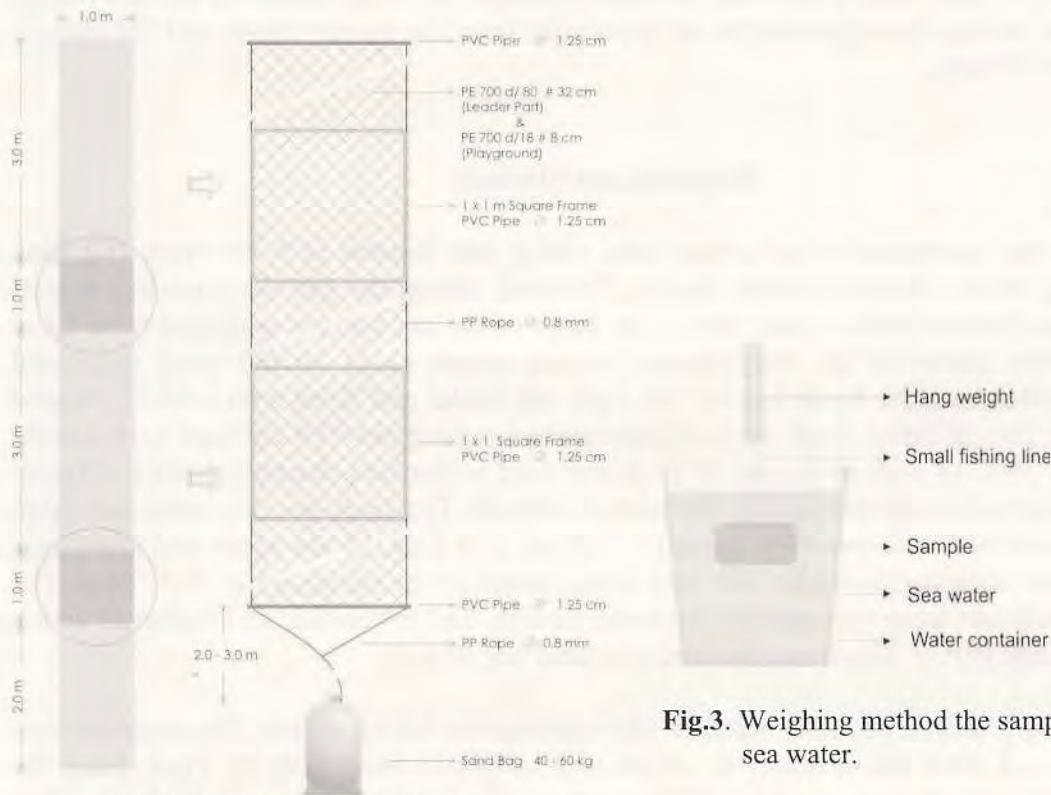 1.0 m
3.0 m
1.0 m
3.0 m
1.0 m
2.0 m
PVC Pipe ⌀ 1.25 cm
PE 700 d/ 80 # 32 cm
(Leader Part)
&
PE 700 d/18 # 8 cm
(Playground)
1 x 1 m Square Frame
PVC Pipe ⌀ 1.25 cm
PP Rope ⌀ 0.8 mm
1 x 1 Square Frame
PVC Pipe ⌀ 1.25 cm
PVC Pipe ⌀ 1.25 cm
PP Rope ⌀ 0.8 mm
2.0 - 3.0 m
Sand Bag 40 - 60 kg
Hang weight
Small fishing line
Sample
Sea water
Water container
Fig.3. Weighing method the samp
sea water.